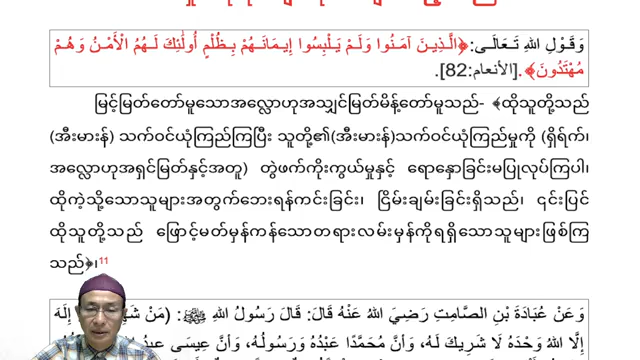 وَقَوْلِ اللهِ تَعَالَى: ﴿الَّذِينَ آمَنُوا وَلَمْ يَلْبِسُوا إِيمَانَهُمْ بِظُلْمٍ أُولَٰئِكَ لَهُمُ الْأَمْنُ وَهُمْ
مُهْتَدُونَ﴾. [الأنعام:82].
မြင့်မြတ်တော်မူသောအလ္လောဟုအသျှင်မြတ်မိန့်တော်မူသည်- ﴾ထိုသူတို့သည်
(အီးမားန်) သက်ဝင်ယုံကြည်ကြပြီး သူတို့၏(အီးမားန်)သက်ဝင်ယုံကြည်မှုကို (ရှိရ်က်၊
အလ္လောဟုအရှင်မြတ်နှင့်အတူ) တွဲဖက်ကိုးကွယ်မှုနှင့် ရောနှောခြင်းမပြုလုပ်ကြပါ၊
ထိုကဲ့သို့သောသူများအတွက်ဘေးရန်ကင်းခြင်း၊ ငြိမ်းချမ်းခြင်းရှိသည်၊ ၎င်းပြင်
ထိုသူတို့သည် ဖြောင့်မတ်မှန်ကန်သောတရားလမ်းမှန်ကိုရရှိသောသူများဖြစ်ကြ
သည်﴿၊11
وَعَنْ عُبَادَةَ بْنِ الصَّامِتِ رَضِيَ اللهُ عَنْهُ قَالَ: قَالَ رَسُولُ اللهِ ﷺ: (مَنْ إِلَهَ
إِلَّا اللهُ وَحْدَهُ لَا شَرِيكَ لَهُ، وَأَنَّ مُحَمَّدًا عَبْدُهُ وَرَسُولُهُ، وَأَنَّ عِيسَى